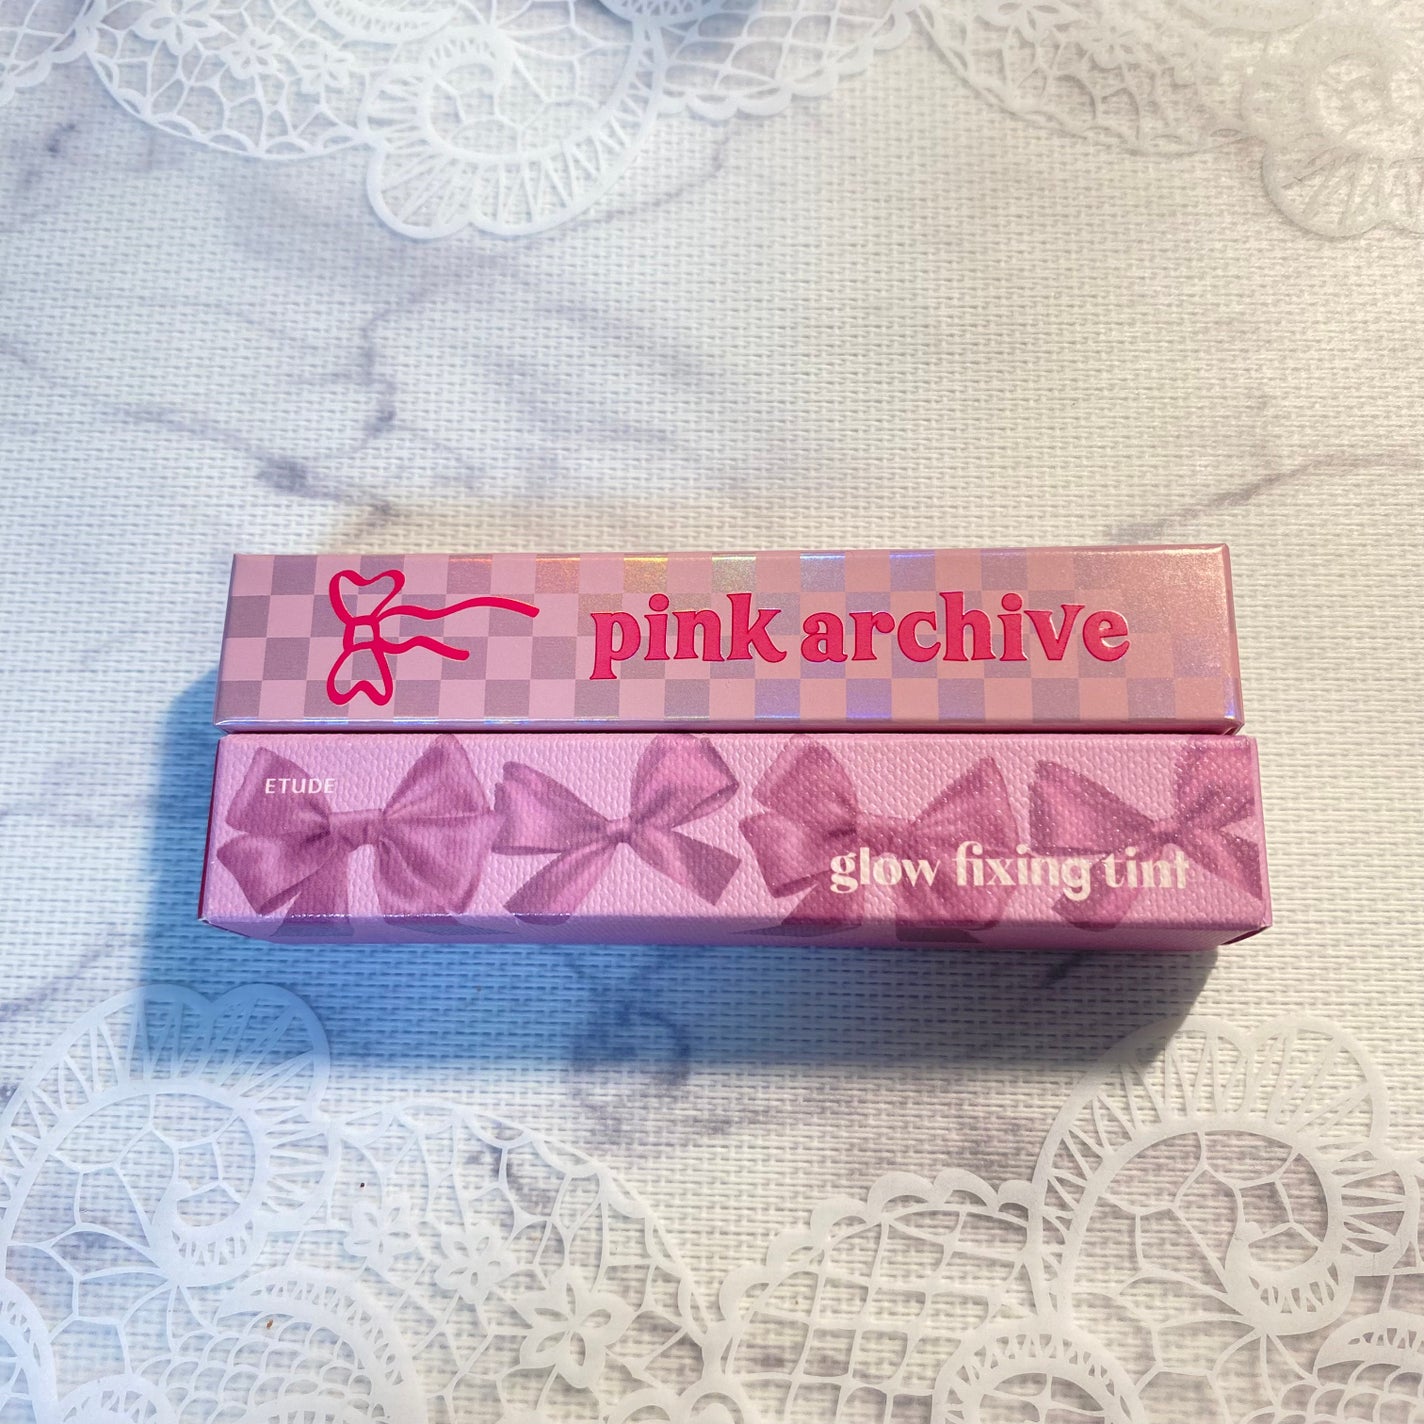 pink archive
ETUDE
glow fixing tint